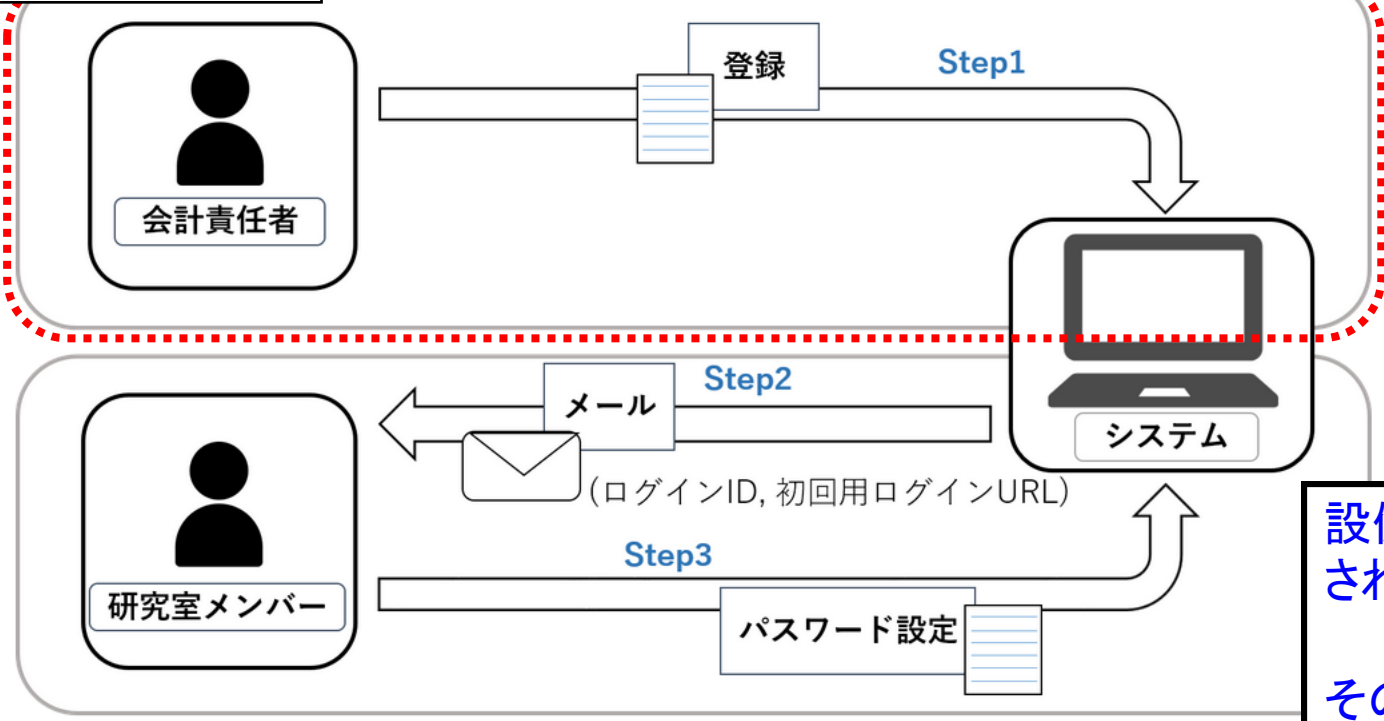 登録
Step1
会計責任者
Step2
メール
システム
(ログインID, 初回用ログインURL)
Step3
研究室メンバー
パスワード設定
設
され
その